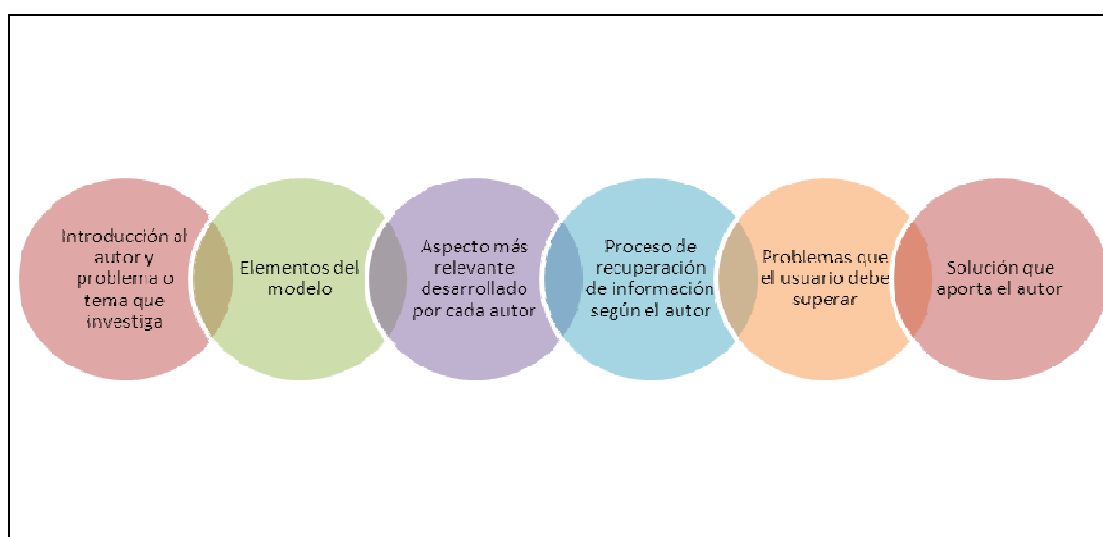 Introducción al
autor y
problema o
tema que
investiga
Elementos del
modelo
Aspecto más
relevante
desarrollado
por cada autor
Proceso de
recuperación
de información
según el autor
Problemas que
el usuario debe
superar
Solución que
aporta el autor